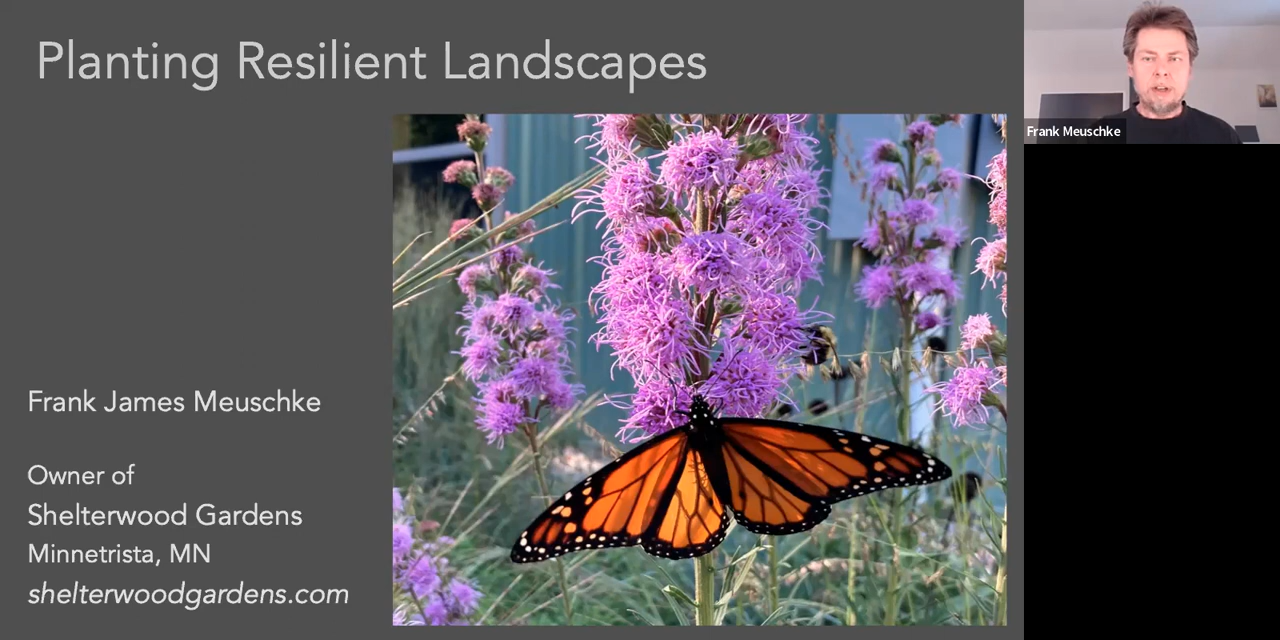 Planting Resilient Landscapes
Frank Meuschke
Frank James Meuschke
Owner of
Shelterwood Gardens
Minnetrista, MN
shelterwoodgardens.com